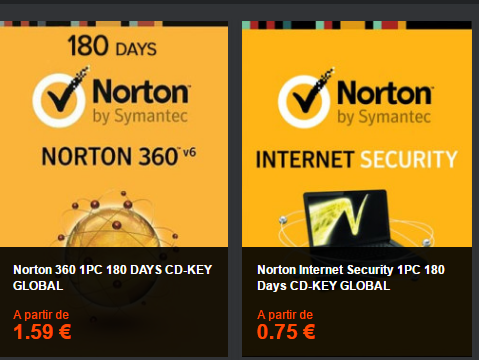 180 DAYS
Norton
by Symantec
NORTON 360™ v6
Norton 360 1PC 180 DAYS CD-KEY
GLOBAL
A partir de
1.59 €
Norton
by Symantec
INTERNET SECURITY
Norton Internet Security 1PC 180
Days CD-KEY GLOBAL
A partir de
0.75 €